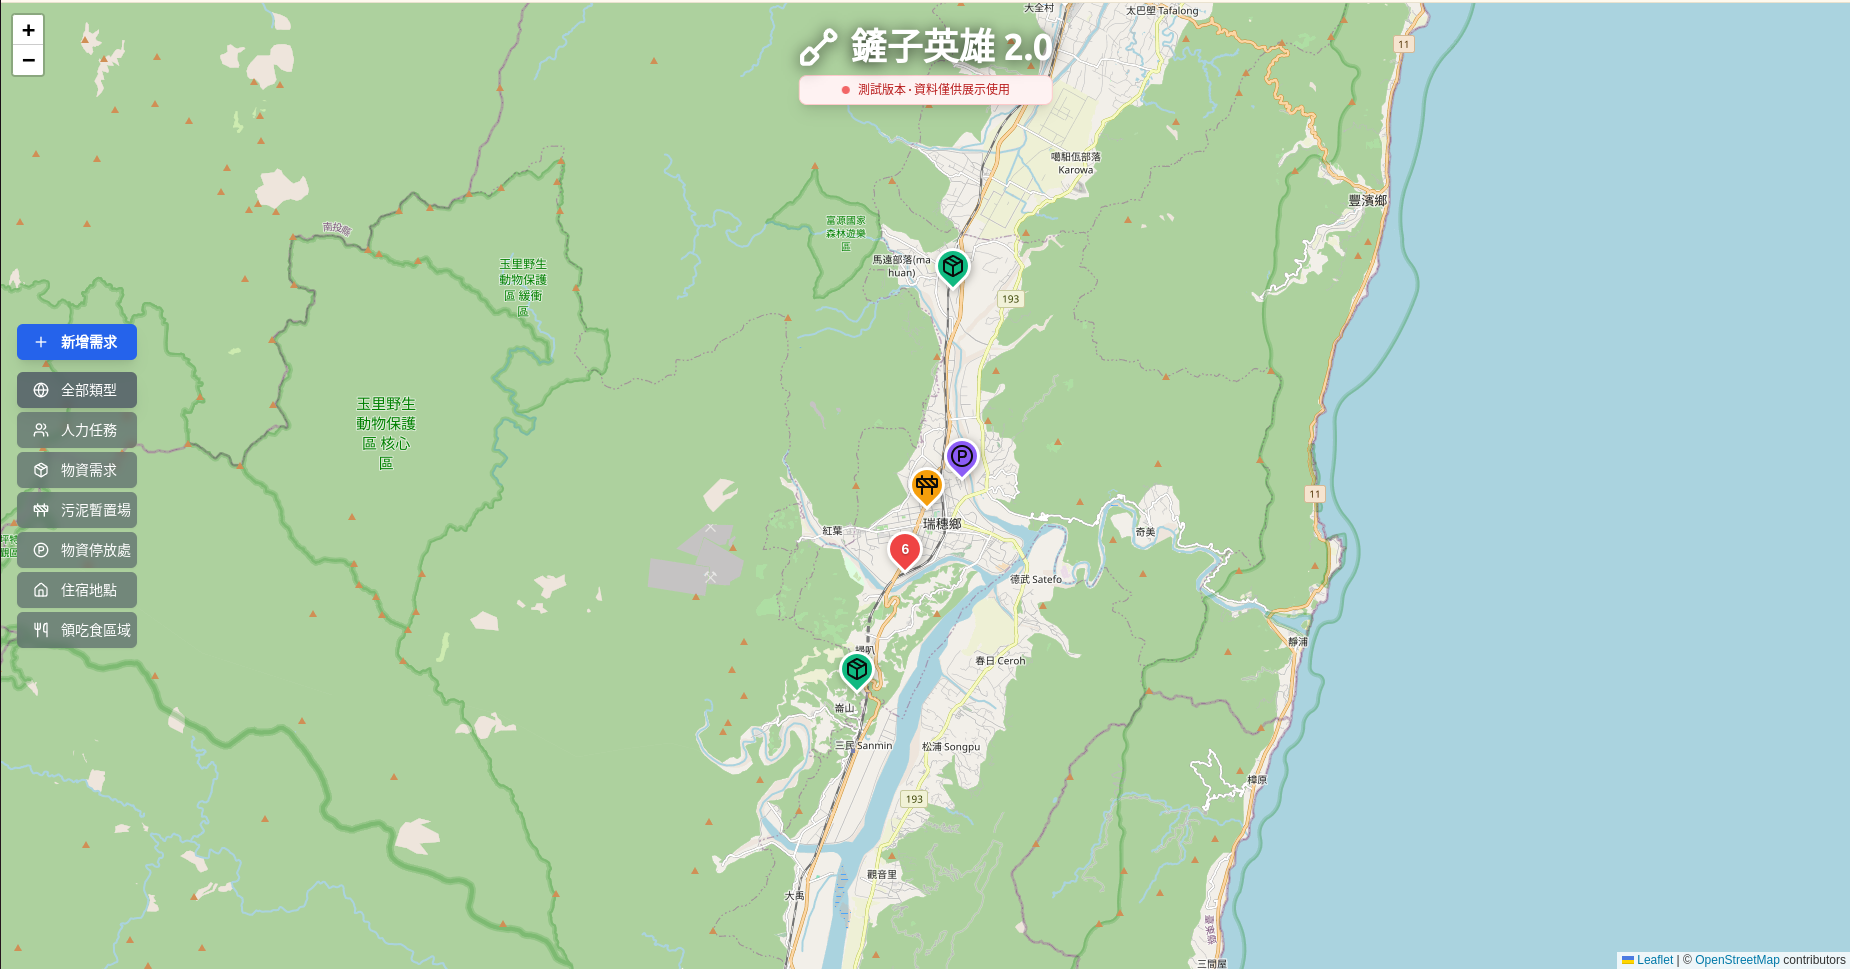 +
−
鏟子英雄 2.0
測試版本 · 資料僅供展示使用
新增需求
全部類型
人力任務
物資需求
污泥暫置場
物資停放處
住宿地點
領吃食區域
大全村
太巴塱 Tafalong
11
噶馹佤部落
Karowa
豐濱鄉
南投縣
富源國家
森林遊樂
區
馬遠部落(ma
huan)
玉里野生
動物保護
區 緩衝
區
193
玉里野生
動物保護
區 核心
區
P
11
瑞穗鄉
紅葉
奇美
6
德武 Satefo
靜浦
春日 Ceroh
崙山
三民 Sanmin
松浦 Songpu
樟原
193
觀音里
大禹
臺東縣
三間屋
Leaflet | © OpenStreetMap contributors